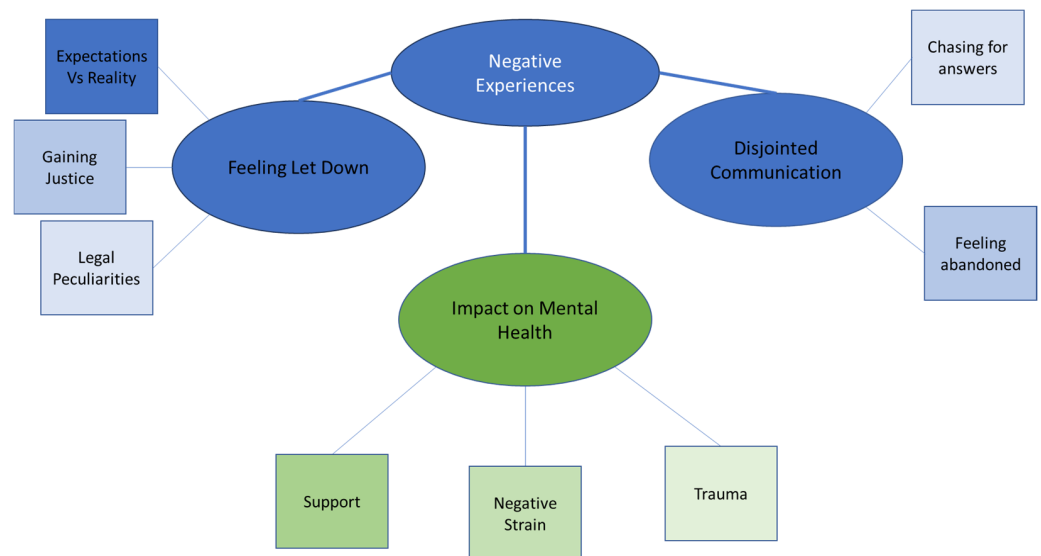 Negative
Experiences
Expectations
Vs Reality
Gaining
Justice
Legal
Peculiarities
Feeling Let Down
Disjointed
Communication
Chasing for
answers
Feeling
abandoned
Impact on Mental
Health
Support
Negative
Strain
Trauma